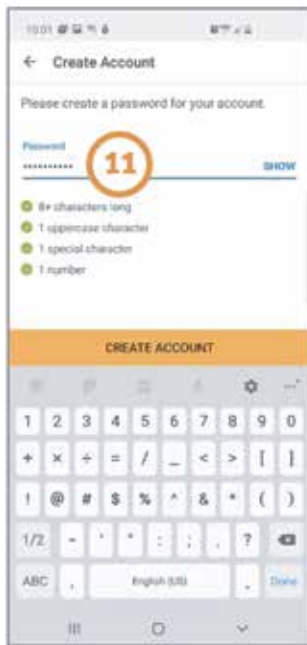 10:01
← Create Account
Please create a password for your account.
Password
•••••••••• 11 SHOW
8+ characters long
1 uppercase character
1 special character
1 number
CREATE ACCOUNT
1 2 3 4 5 6 7 8 9 0
+ × ÷ = / _ < > [ ]
! @ # $ % ^ & * ( )
1/2 - ' " : ; , ?
ABC , English (US) . Done